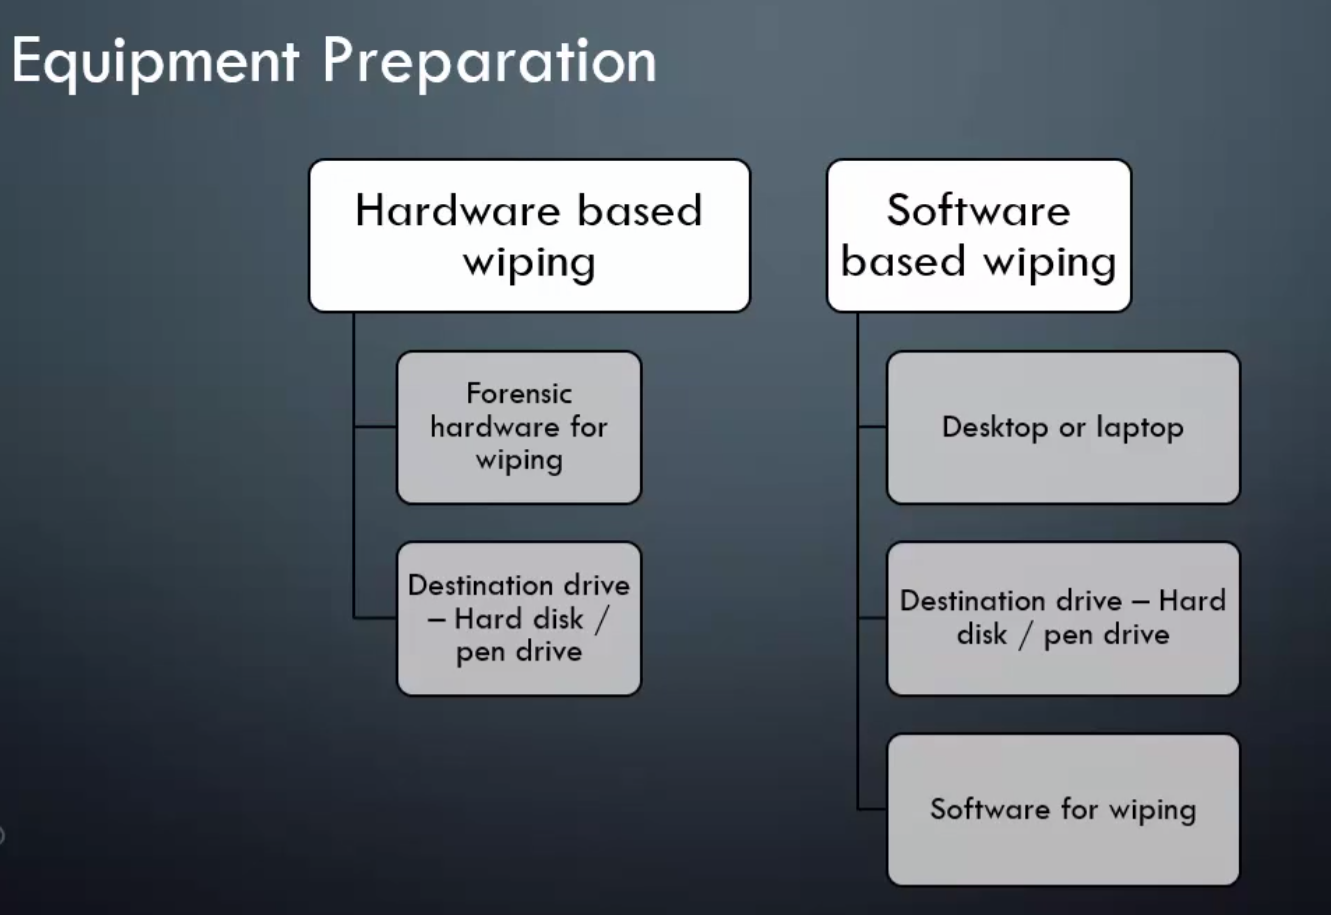 Equipment Preparation
Hardware based
wiping
Forensic
hardware for
wiping
Destination drive
– Hard disk /
pen drive
Software
based wiping
Desktop or laptop
Destination drive – Hard
disk / pen drive
Software for wiping